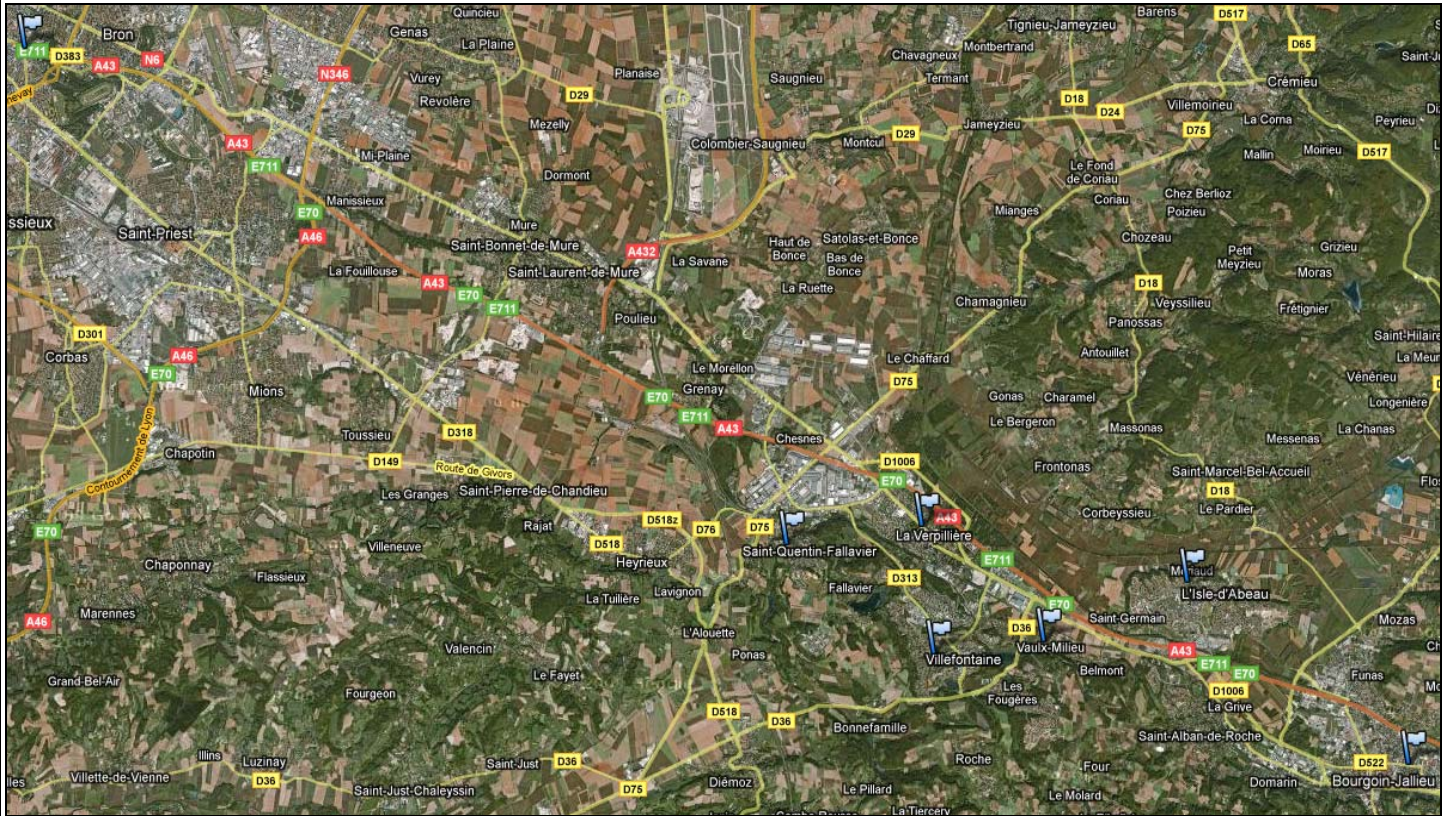 Quincieu
Barens
D517
Bron
Genas
Tignieu-Jameyzieu
La Plaine
Montbertrand
D65
E711
D383
A43
N6
N346
Planaise
Chavagneux
Vurey
Saugnieu
Termant
Crémieu
Revolère
D29
D18
D24
Villemoirieu
La Corna
Peyrieu
Mezelly
Jameyzieu
D75
A43
Colombier-Saugnieu
Montcul
D29
Mi-Plaine
E711
Mallin
Moirieu
D517
Dormont
Le Fond
de Coriau
Manissieux
Chez Berlioz
Coriau
E70
Mianges
Poizieu
ssieux
Saint-Priest
A46
Mure
Saint-Bonnet-de-Mure
Haut de
Bonce
Satolas-et-Bonce
Chozeau
Petit
Meyzieu
Grizieu
A432
La Savane
Bas de
Bonce
La Fouillouse
A43
Saint-Laurent-de-Mure
Moras
E70
La Ruette
D18
E711
Chamagnieu
Veyssilieu
Frétignier
Poulieu
Panossas
D301
Saint-Hilaire
Corbas
A46
Antouillet
Le Chaffard
E70
Le Morellon
Vénérieu
Mions
Grenay
D75
E70
Gonas
Charamel
Longenière
E711
A43
Le Bergeron
Massonas
La Chanas
Contournement de Lyon
Toussieu
D318
Chesnes
Messenas
Chapotin
D149
Route de Givors
D1006
Frontonas
Saint-Marcel-Bel-Accueil
E70
Les Granges
Saint-Pierre-de-Chandieu
D18
Le Pardier
Corbeyssieu
E70
Rajat
D518z
D76
D75
A43
La Verpillière
D518
Saint-Quentin-Fallavier
Villeneuve
Heyrieux
E711
Chaponnay
Flassieux
D313
L'Isle-d'Abeau
La Tuilière
Lavignon
Fallavier
E70
Marennes
A46
Saint-Germain
Mozas
L'Alouette
D36
Vaulx-Milieu
Valencin
Ponas
Villefontaine
A43
E711
Belmont
E70
Funas
Grand-Bel-Air
Le Fayet
Fourgeon
Les
Fougères
D1006
La Grive
D518
D36
Bonnefamille
Saint-Alban-de-Roche
Illins
Luzinay
Saint-Just
D36
Roche
Four
D522
Villette-de-Vienne
D36
Saint-Just-Chaleyssin
D75
Diémoz
Le Pillard
Le Molard
Domarin
Bourgoin-Jallieu